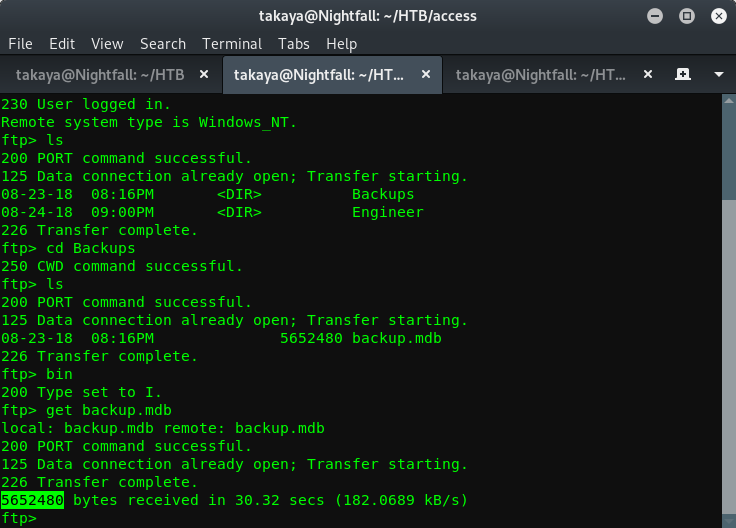 takaya@Nightfall: ~/HTB/access
File Edit View Search Terminal Tabs Help
takaya@Nightfall: ~/HTB × takaya@Nightfall: ~/HT... × takaya@Nightfall: ~/HT... ×
230 User logged in.
Remote system type is Windows_NT.
ftp> ls
200 PORT command successful.
125 Data connection already open; Transfer starting.
08-23-18  08:16PM       <DIR>          Backups
08-24-18  09:00PM       <DIR>          Engineer
226 Transfer complete.
ftp> cd Backups
250 CWD command successful.
ftp> ls
200 PORT command successful.
125 Data connection already open; Transfer starting.
08-23-18  08:16PM              5652480 backup.mdb
226 Transfer complete.
ftp> bin
200 Type set to I.
ftp> get backup.mdb
local: backup.mdb remote: backup.mdb
200 PORT command successful.
125 Data connection already open; Transfer starting.
226 Transfer complete.
5652480 bytes received in 30.32 secs (182.0689 kB/s)
ftp>